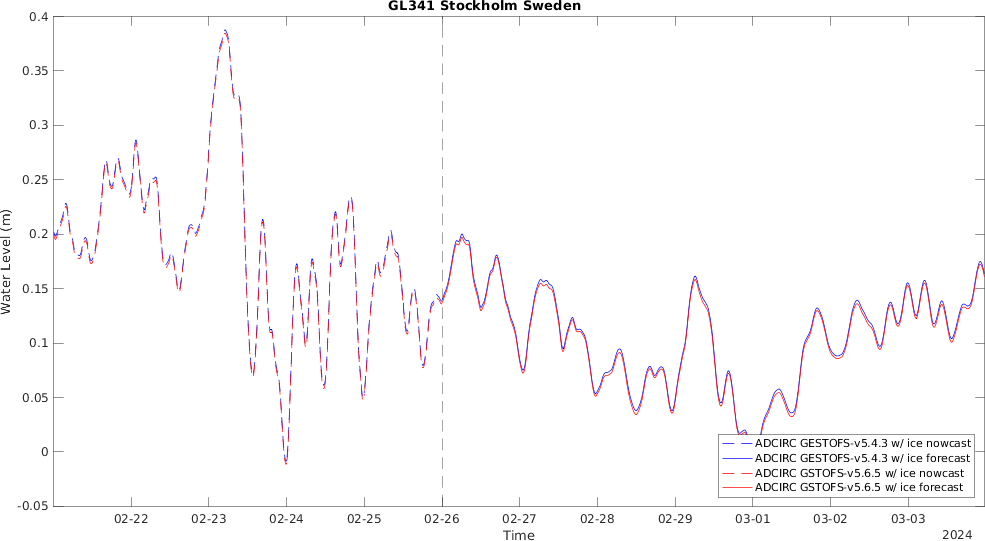 GL341 Stockholm Sweden
0.4
0.35
0.3
0.25
0.2
0.15
0.1
0.05
0
-0.05
Water Level (m)
ADCIRC GESTOFS-v5.4.3 w/ ice nowcast
ADCIRC GESTOFS-v5.4.3 w/ ice forecast
ADCIRC GSTOFS-v5.6.5 w/ ice nowcast
ADCIRC GSTOFS-v5.6.5 w/ ice forecast
02-22 02-23 02-24 02-25 02-26 02-27 02-28 02-29 03-01 03-02 03-03
Time
2024